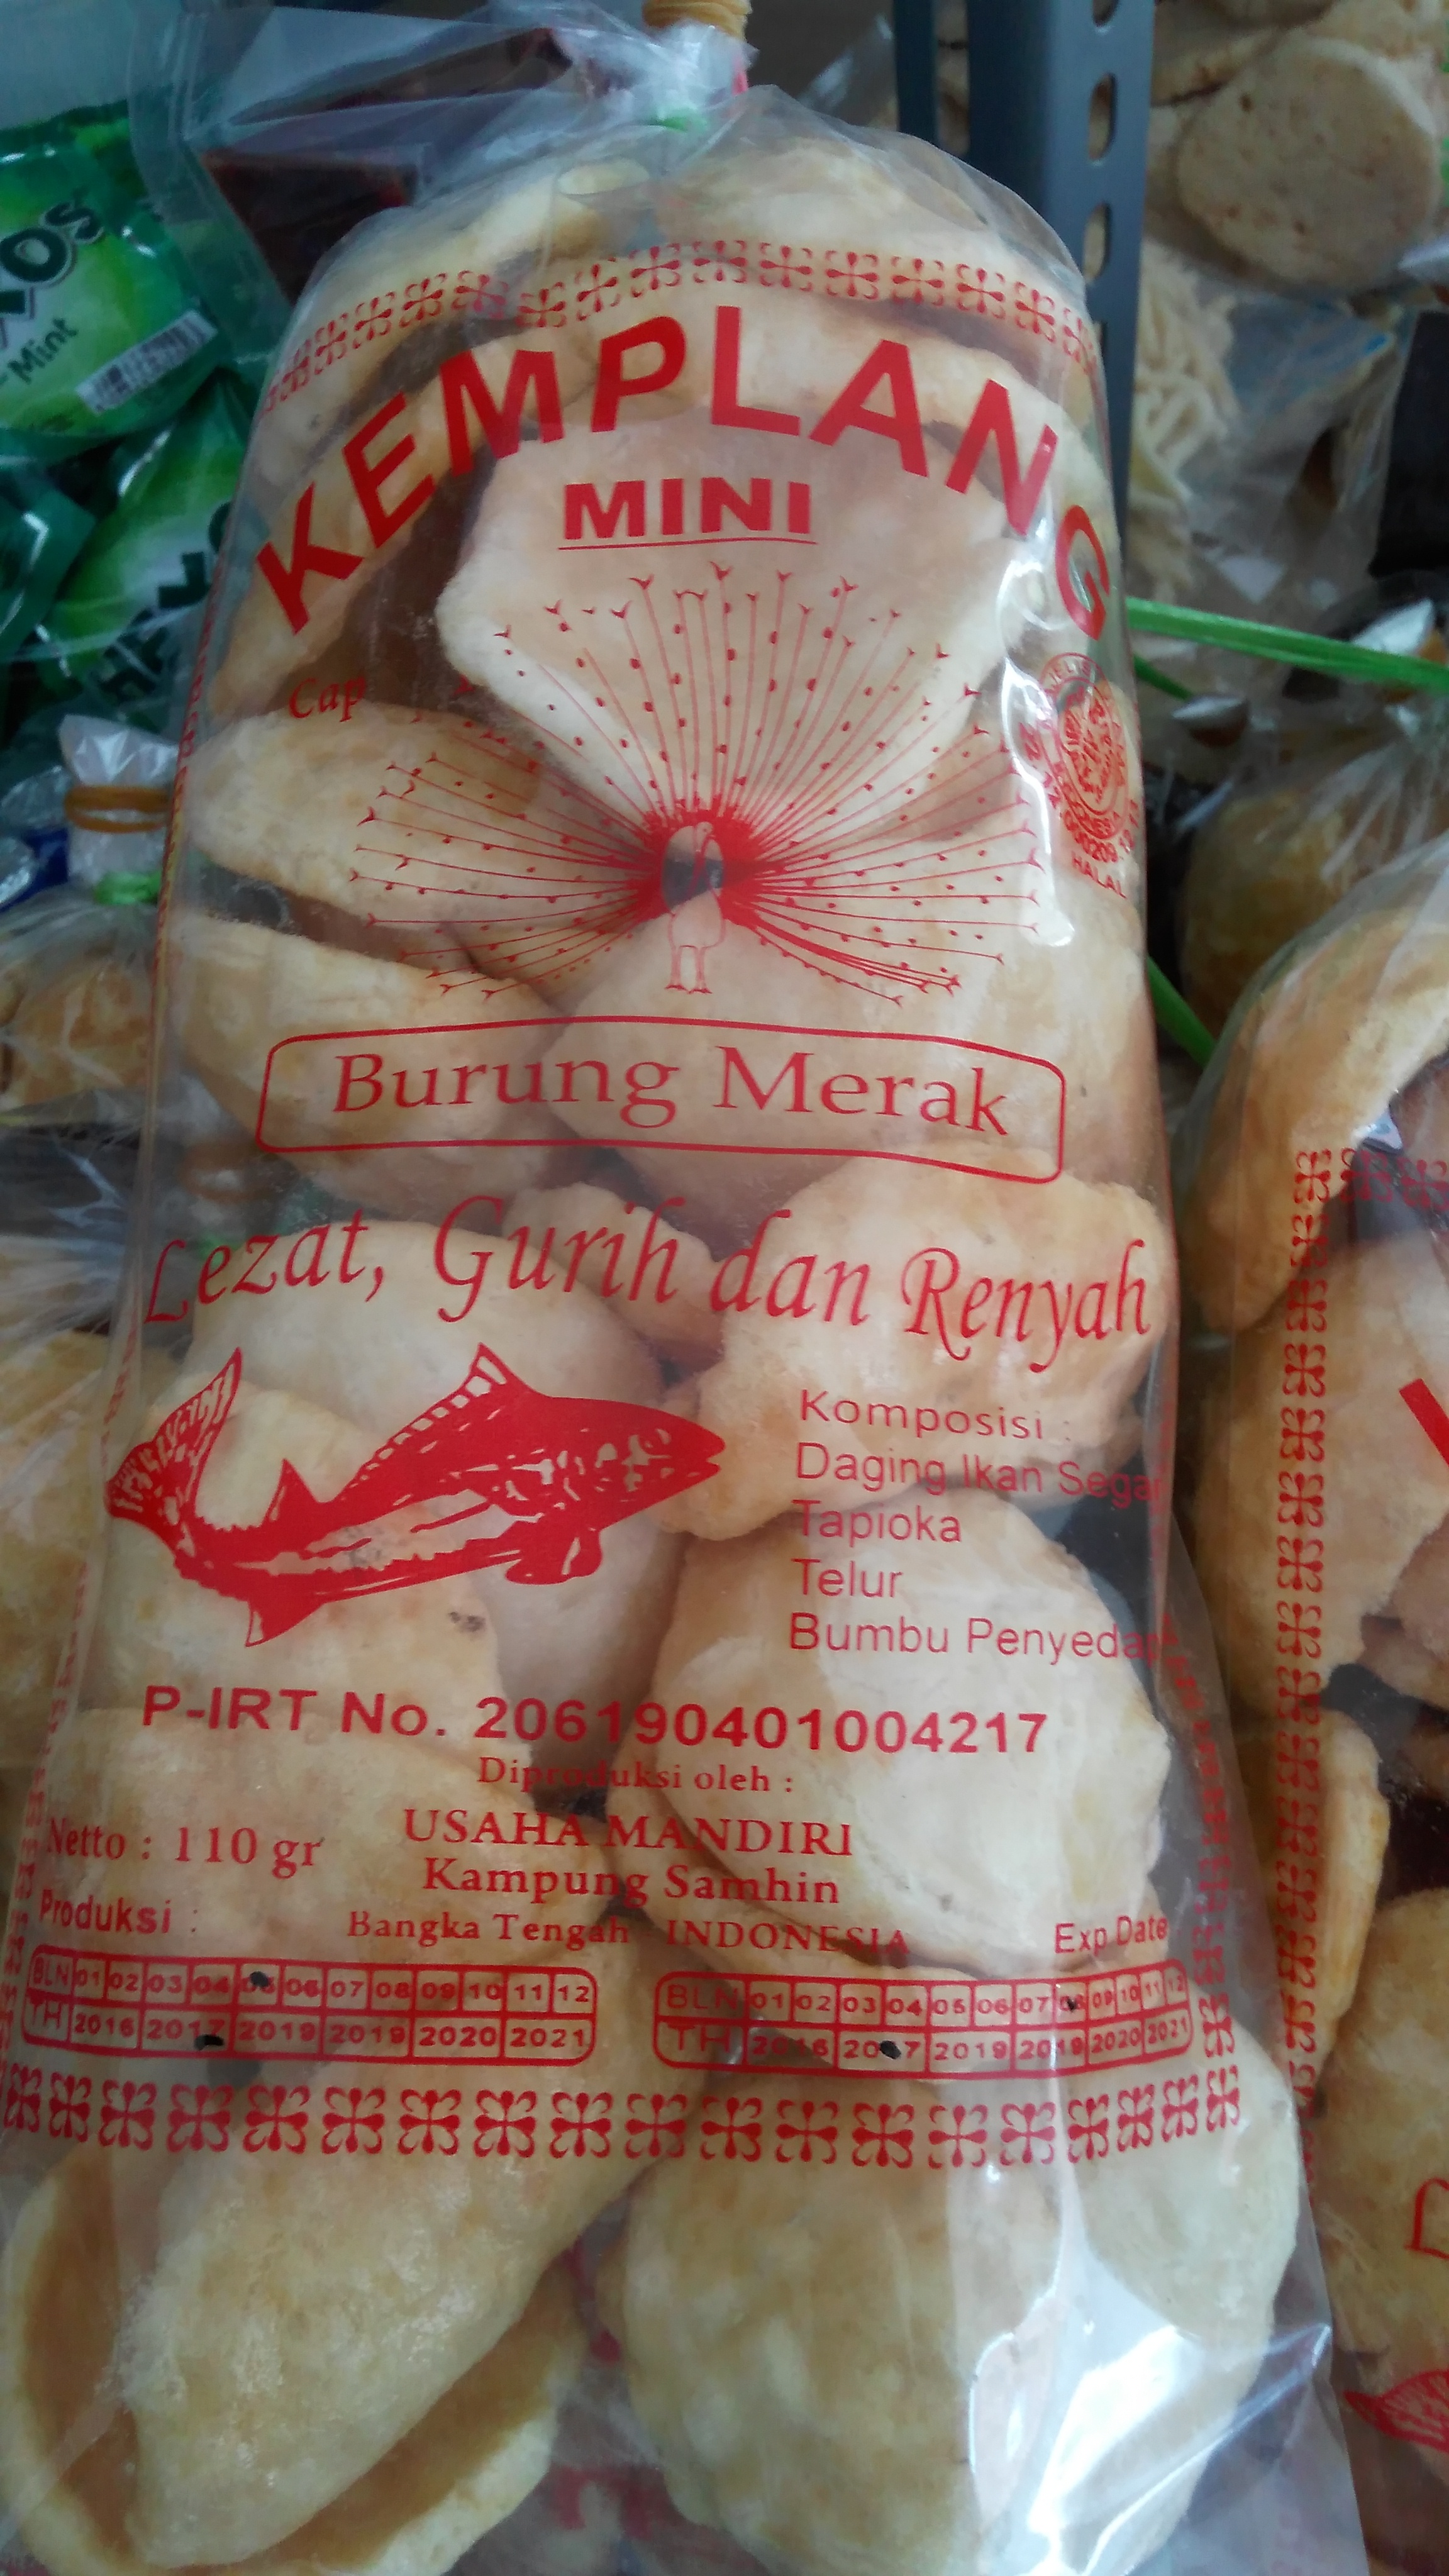 KEMPLANG
MINI
Cap
HALAL
Burung Merak
Lezat, Gurih dan Renyah
Komposisi :
Daging Ikan Segar
Tapioka
Telur
Bumbu Penyedap
P-IRT No. 206190401004217
Diproduksi oleh :
Netto : 110 gr
USAHA MANDIRI
Kampung Samhin
Bangka Tengah INDONESIA
Produksi :
Exp Date
BLN 01 02 03 04 05 06 07 08 09 10 11 12
TH 2016 2017 2019 2019 2020 2021
BLN 01 02 03 04 05 06 07 08 09 10 11 12
TH 2016 2017 2019 2019 2020 2021
Mint